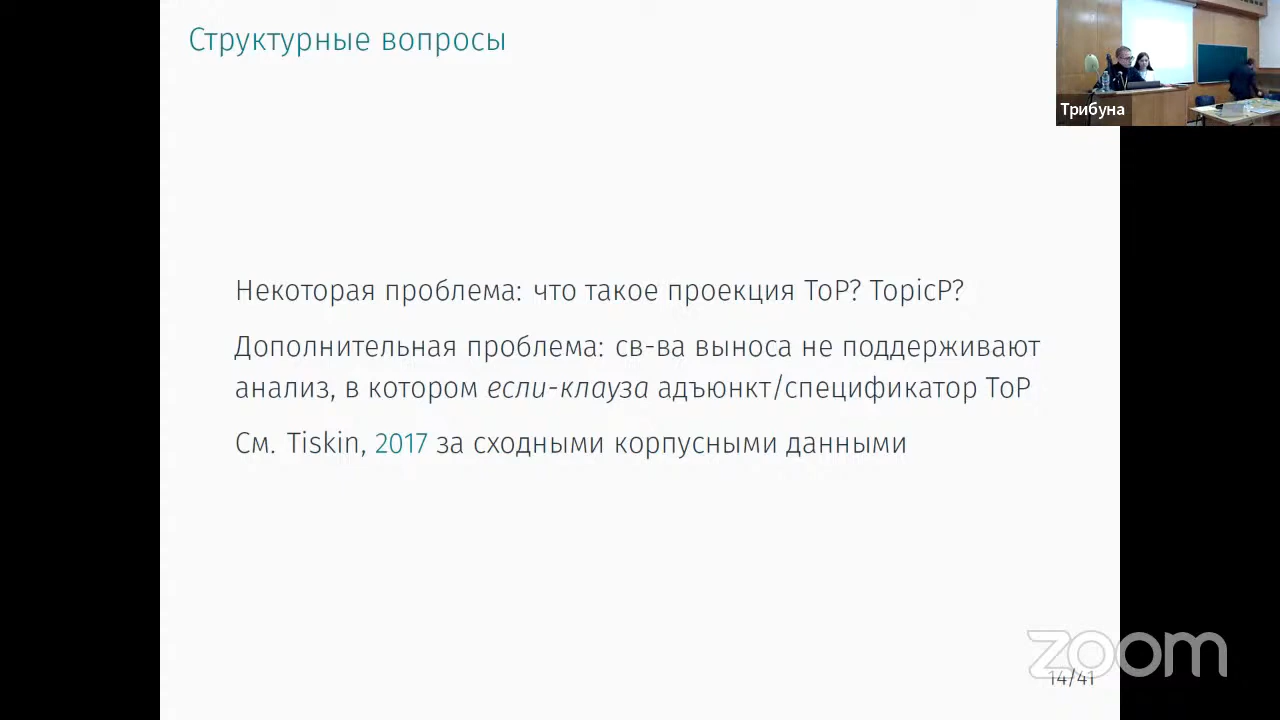 Структурные вопросы
Трибуна
Некоторая проблема: что такое проекция ToP? TopicP?
Дополнительная проблема: св-ва выноса не поддерживают
анализ, в котором если-клауза адъюнкт/спецификатор ToP
См. Tiskin, 2017 за сходными корпусными данными
zoom
14/41